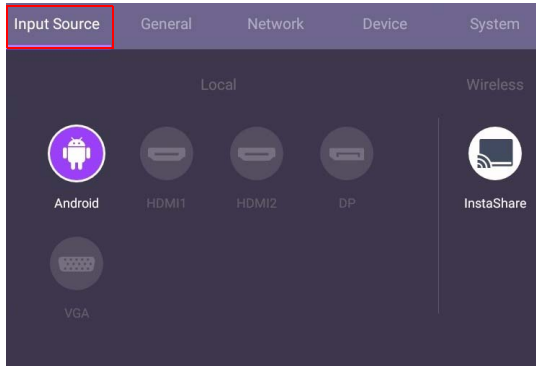 Input Source General Network Device System
Local Wireless
Android HDMI1 HDMI2 DP InstaShare
VGA